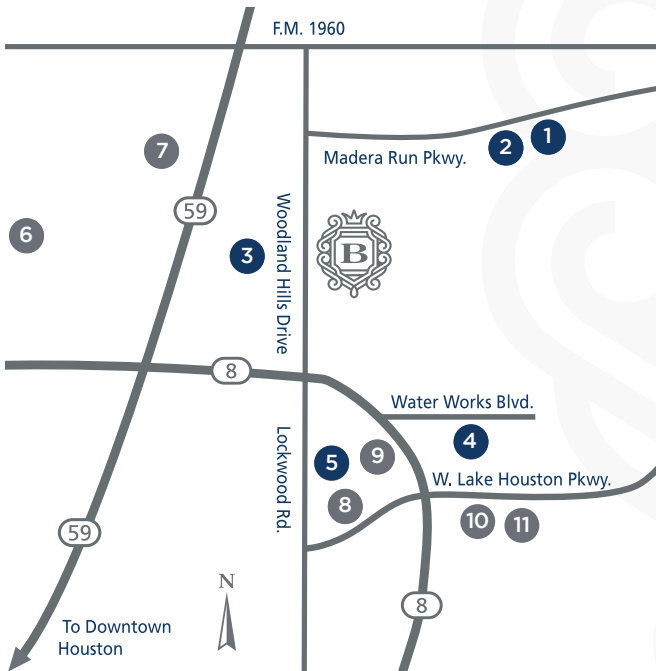 F.M. 1960
1
2
Madera Run Pkwy.
7
59
Woodland Hills Drive
6
3
B
8
Water Works Blvd.
Lockwood Rd.
4
9
5
W. Lake Houston Pkwy.
8
10
11
59
N
8
To Downtown
Houston